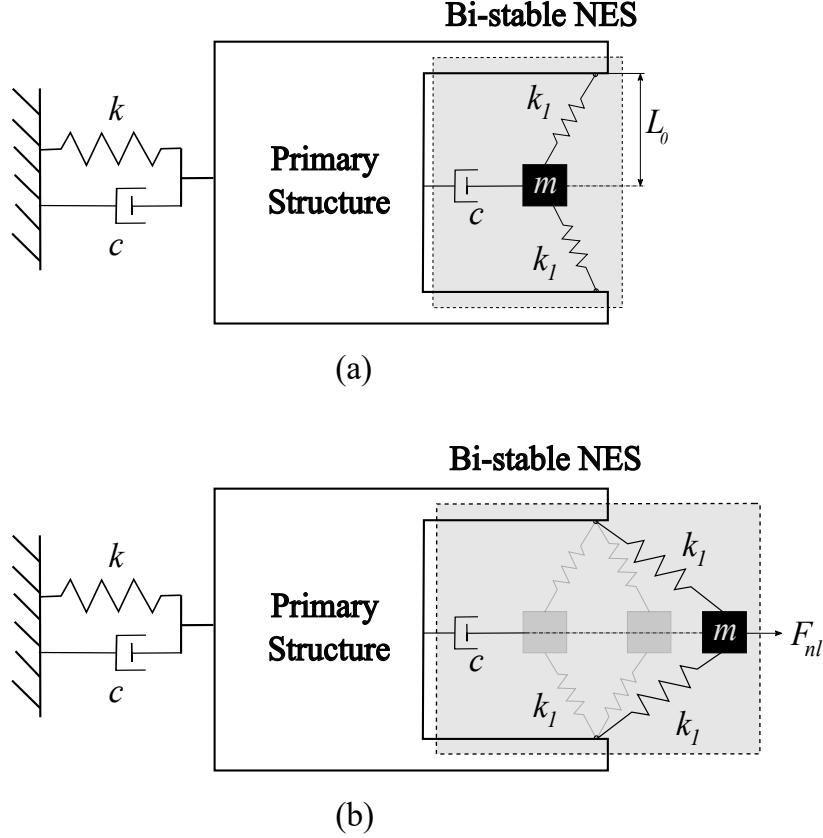 Bi-stable NES
k
k₁
L₀
Primary
Structure
m
c
c
k₁
(a)
Bi-stable NES
k
k₁
Primary
Structure
m
Fₙₗ
c
c
k₁
k₁
(b)